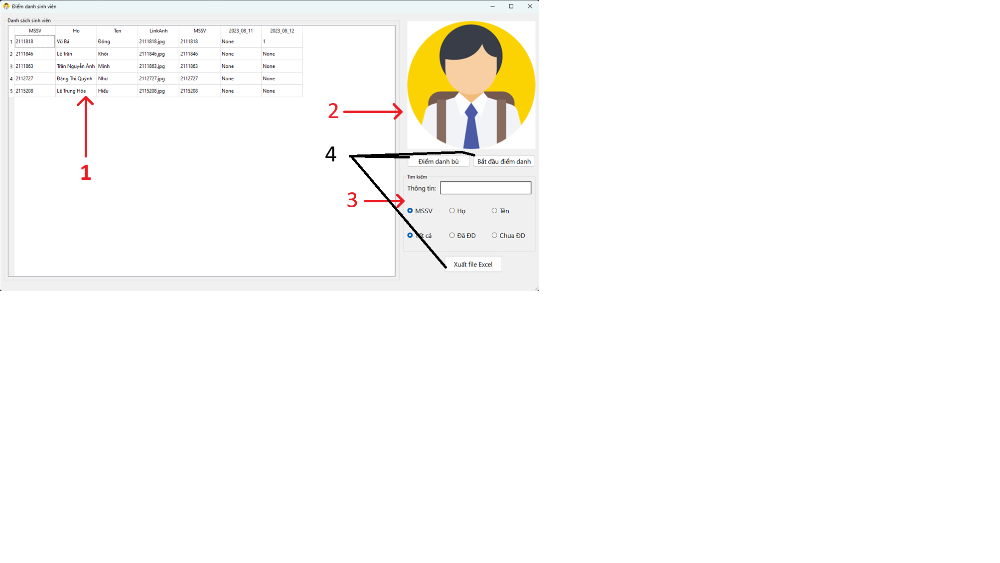 Điểm danh sinh viên
Danh sách sinh viên
MSSV Ho Ten LinkAnh MSSV 2023_08_11 2023_08_12
1 2111818 Vũ Bá Đông 2111818.jpg 2111818 None 1
2 2111846 Lê Trần Khôi 2111846.jpg 2111846 None None
3 2111863 Trần Nguyễn Ánh Minh 2111863.jpg 2111863 None None
4 2112727 Đặng Thị Quỳnh Như 2112727.jpg 2112727 None None
5 2115208 Lê Trung Hòa Hiếu 2115208.jpg 2115208 None None
1
2
4
Điểm danh bù Bắt đầu điểm danh
Tìm kiếm
Thông tin:
3
MSSV Họ Tên
Tất cả Đã ĐD Chưa ĐD
Xuất file Excel